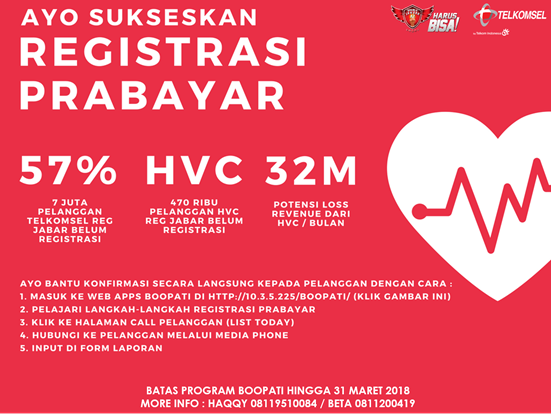 AYO SUKSESKAN
REGISTRASI
PRABAYAR
HARUS
BISA!
TELKOMSEL
57%
7 JUTA
PELANGGAN
TELKOMSEL REG
JABAR BELUM
REGISTRASI
HVC
470 RIBU
PELANGGAN HVC
REG JABAR BELUM
REGISTRASI
32M
POTENSI LOSS
REVENUE DARI
HVC / BULAN
AYO BANTU KONFIRMASI SECARA LANGSUNG KEPADA PELANGGAN DENGAN CARA :
1. MASUK KE WEB APPS BOOPATI DI HTTP://10.3.5.225/BOOPATI/ (KLIK GAMBAR INI)
2. PELAJARI LANGKAH-LANGKAH REGISTRASI PRABAYAR
3. KLIK KE HALAMAN CALL PELANGGAN (LIST TODAY)
4. HUBUNGI KE PELANGGAN MELALUI MEDIA PHONE
5. INPUT DI FORM LAPORAN
BATAS PROGRAM BOOPATI HINGGA 31 MARET 2018
MORE INFO : HAQQY 08119510084 / BETA 0811200419